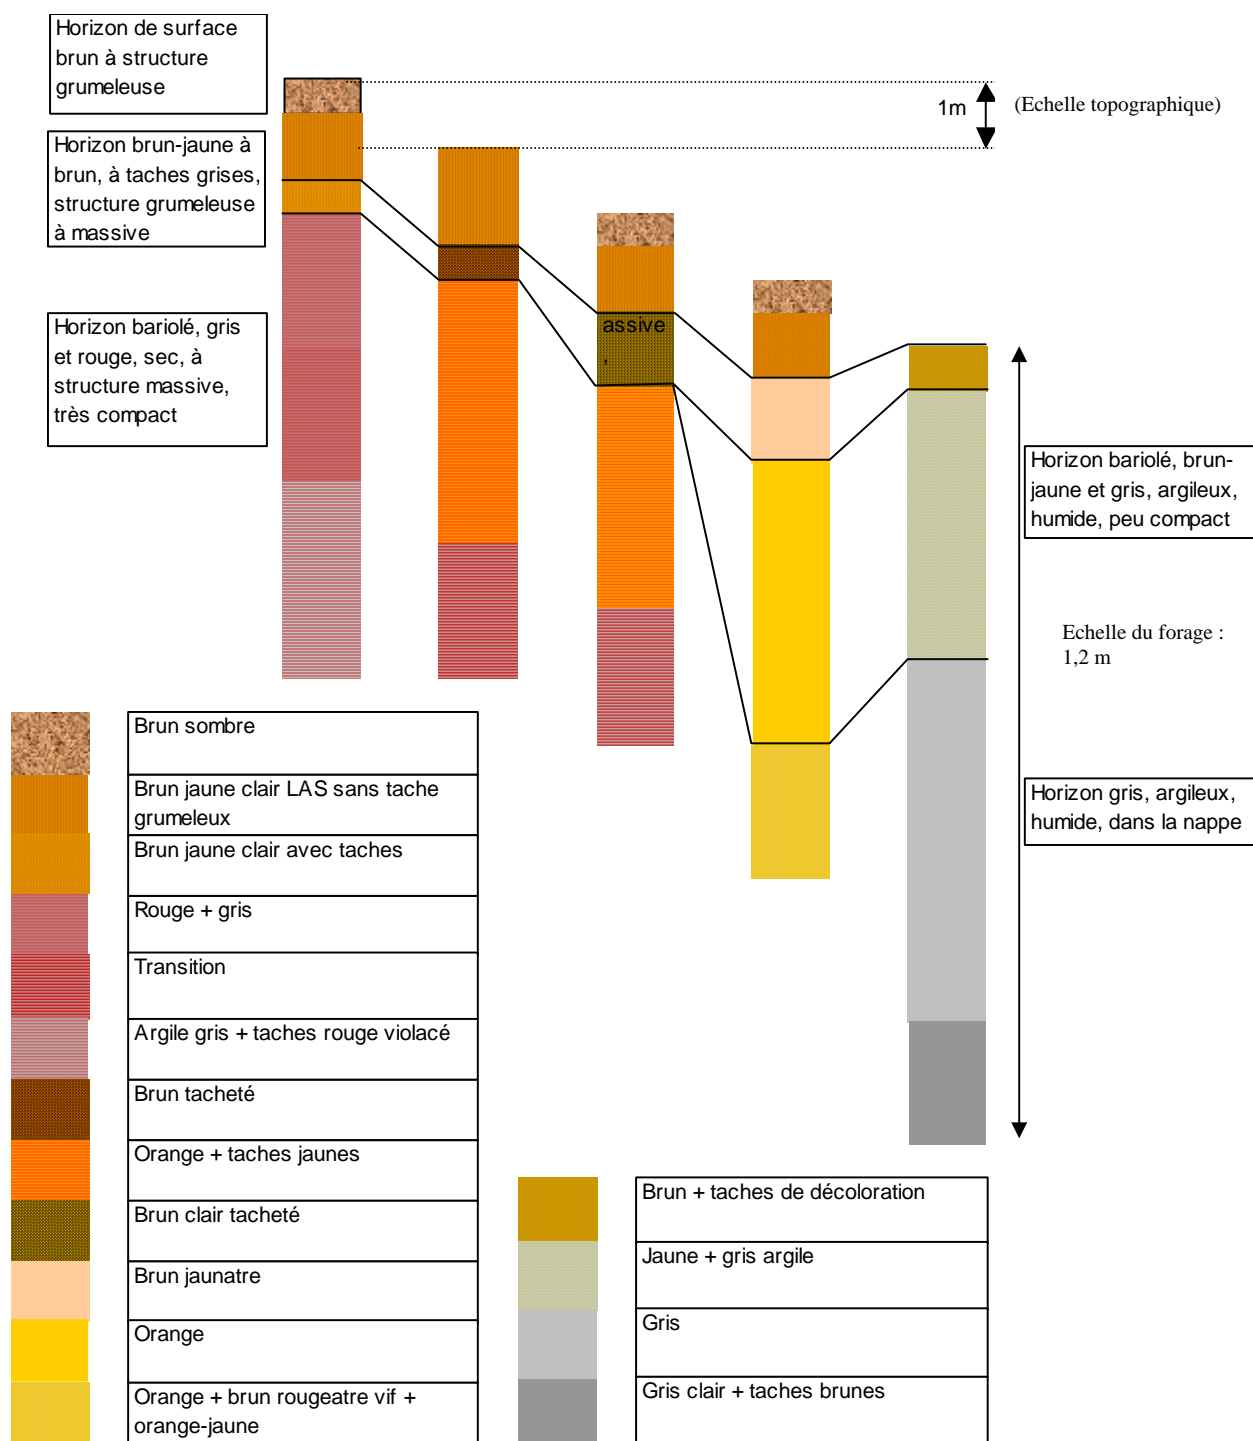 Horizon de surface
brun à structure
grumeleuse
1m
(Echelle topographique)
Horizon brun-jaune à
brun, à taches grises,
structure grumeleuse
à massive
Horizon bariolé, gris
et rouge, sec, à
structure massive,
très compact
assive
,
Horizon bariolé, brun-
jaune et gris, argileux,
humide, peu compact
Echelle du forage :
1,2 m
Horizon gris, argileux,
humide, dans la nappe
Brun sombre
Brun jaune clair LAS sans tache
grumeleux
Brun jaune clair avec taches
Rouge + gris
Transition
Argile gris + taches rouge violacé
Brun tacheté
Orange + taches jaunes
Brun clair tacheté
Brun jaunatre
Orange
Orange + brun rougeatre vif +
orange-jaune
Brun + taches de décoloration
Jaune + gris argile
Gris
Gris clair + taches brunes